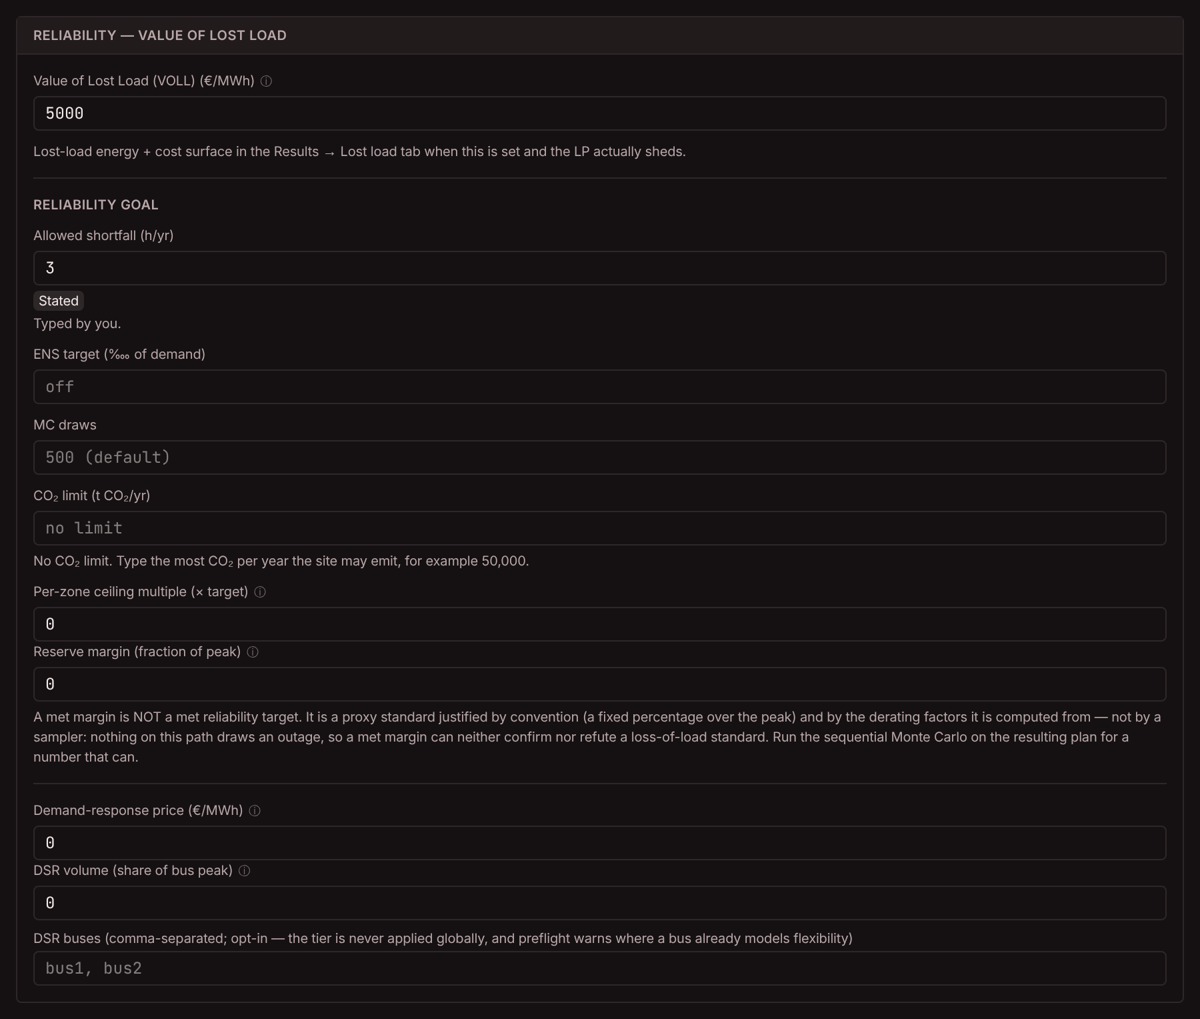 RELIABILITY — VALUE OF LOST LOAD
Value of Lost Load (VOLL) (€/MWh) ⓘ
5000
Lost-load energy + cost surface in the Results → Lost load tab when this is set and the LP actually sheds.
RELIABILITY GOAL
Allowed shortfall (h/yr)
3
Stated
Typed by you.
ENS target (‱ of demand)
off
MC draws
500 (default)
CO₂ limit (t CO₂/yr)
no limit
No CO₂ limit. Type the most CO₂ per year the site may emit, for example 50,000.
Per-zone ceiling multiple (× target) ⓘ
0
Reserve margin (fraction of peak) ⓘ
0
A met margin is NOT a met reliability target. It is a proxy standard justified by convention (a fixed percentage over the peak) and by the derating factors it is computed from — not by a
sampler: nothing on this path draws an outage, so a met margin can neither confirm nor refute a loss-of-load standard. Run the sequential Monte Carlo on the resulting plan for a
number that can.
Demand-response price (€/MWh) ⓘ
0
DSR volume (share of bus peak) ⓘ
0
DSR buses (comma-separated; opt-in — the tier is never applied globally, and preflight warns where a bus already models flexibility)
bus1, bus2